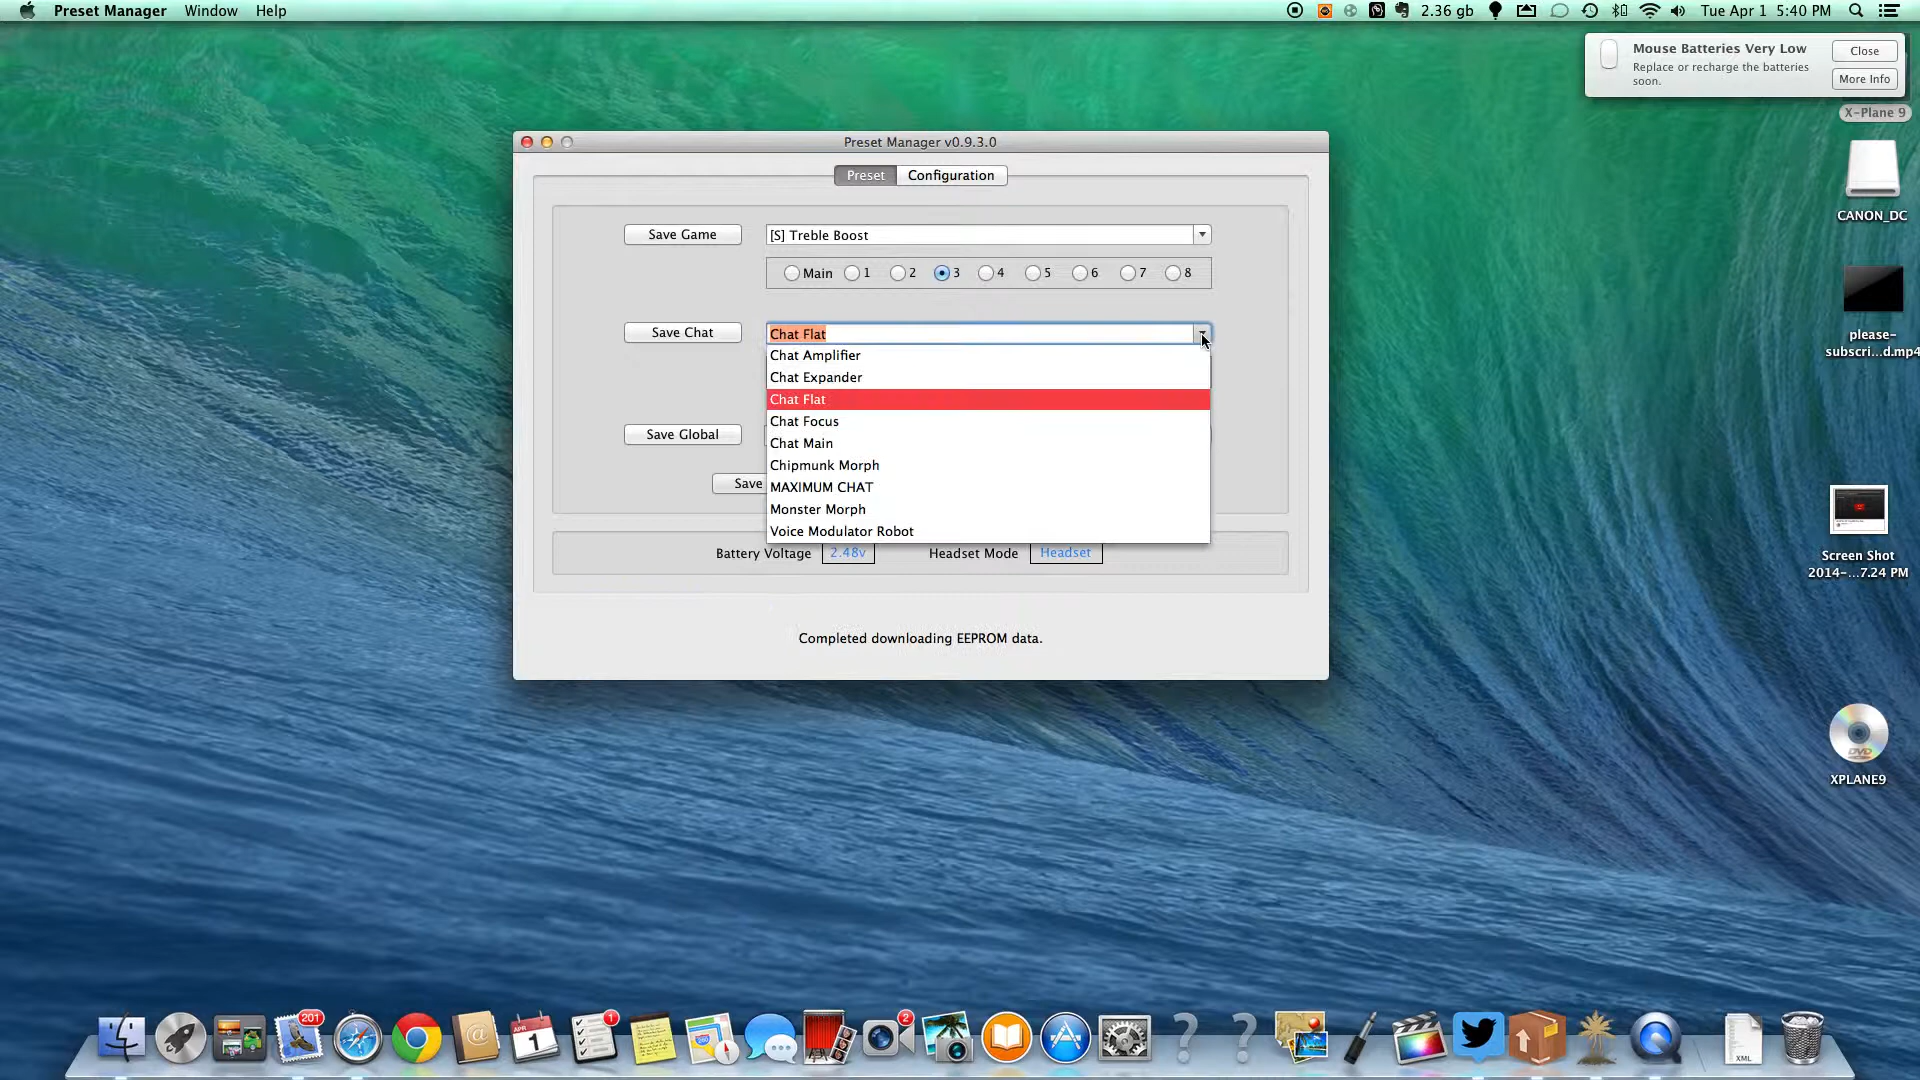 Preset Manager Window Help 2.36 gb Tue Apr 1 5:40 PM
Mouse Batteries Very Low
Replace or recharge the batteries
soon.
Close
More Info
X-Plane 9
CANON_DC
please-
subscri...d.mp4
Screen Shot
2014-...7.24 PM
XPLANE9
Preset Manager v0.9.3.0
Preset Configuration
Save Game [S] Treble Boost
Main 1 2 3 4 5 6 7 8
Save Chat Chat Flat
Chat Amplifier
Chat Expander
Chat Flat
Chat Focus
Chat Main
Chipmunk Morph
MAXIMUM CHAT
Monster Morph
Voice Modulator Robot
Save Global
Save
Battery Voltage 2.48v Headset Mode Headset
Completed downloading EEPROM data.
201
APR
1
1
2
XML